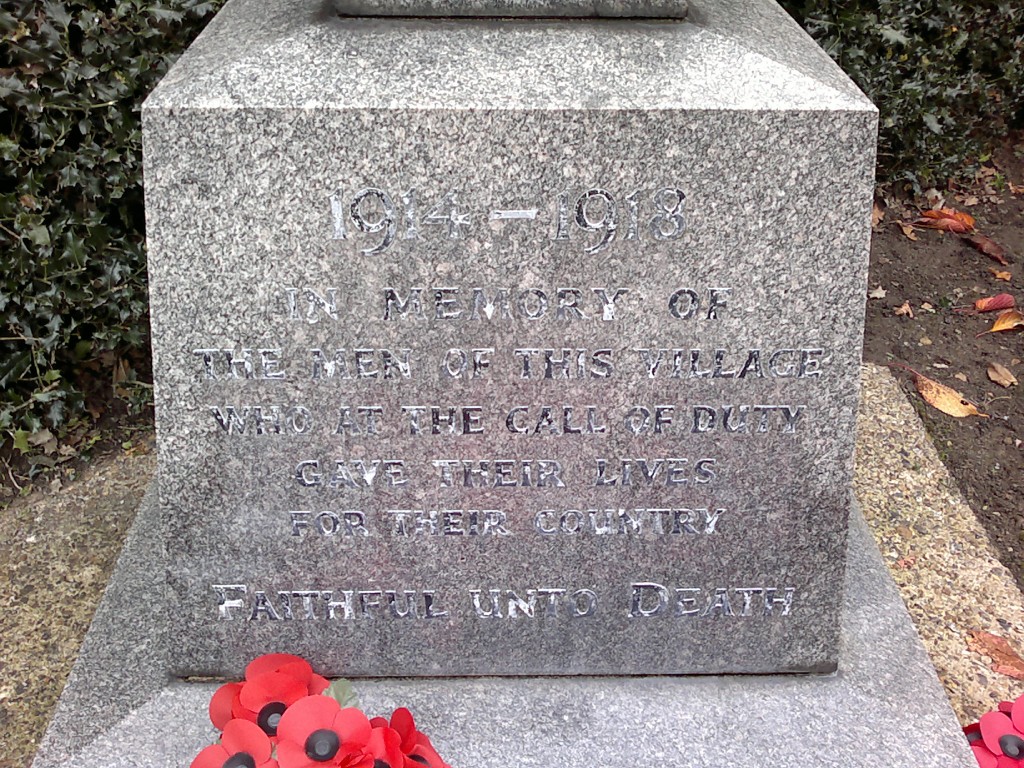 1914–1918
IN MEMORY OF
THE MEN OF THIS VILLAGE
WHO AT THE CALL OF DUTY
GAVE THEIR LIVES
FOR THEIR COUNTRY
FAITHFUL UNTO DEATH